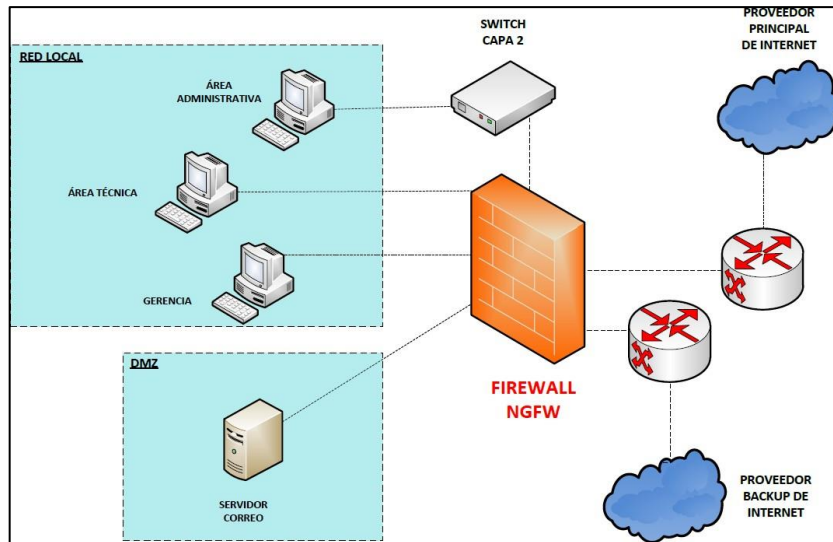 RED LOCAL
ÁREA
ADMINISTRATIVA
ÁREA TÉCNICA
GERENCIA
DMZ
SERVIDOR
CORREO
SWITCH
CAPA 2
FIREWALL
NGFW
PROVEEDOR
PRINCIPAL
DE INTERNET
PROVEEDOR
BACKUP DE
INTERNET